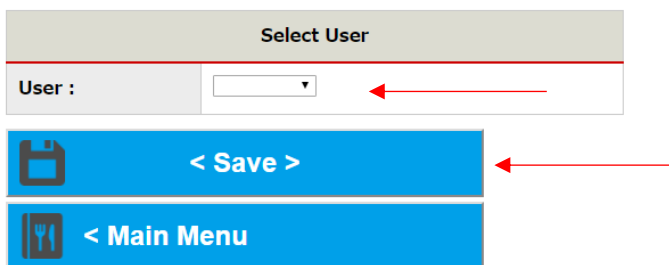 Select User
User :
< Save >
< Main Menu